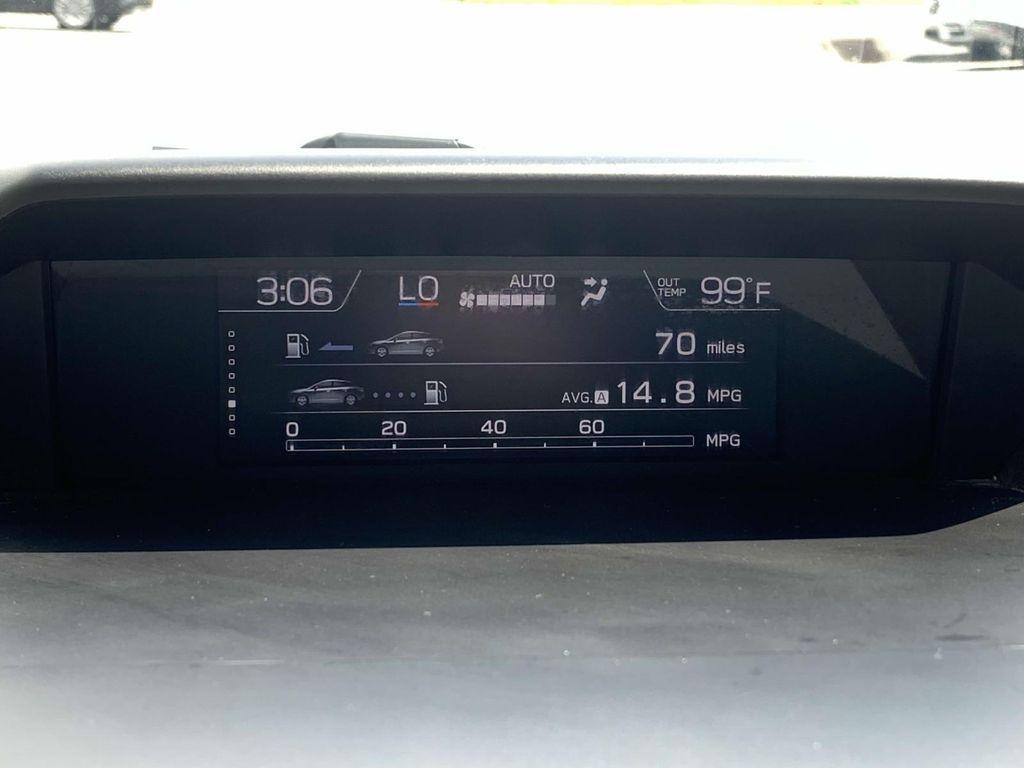 3:06 LO AUTO OUT TEMP 99°F
70 miles
AVG. A 14.8 MPG
0 20 40 60
MPG